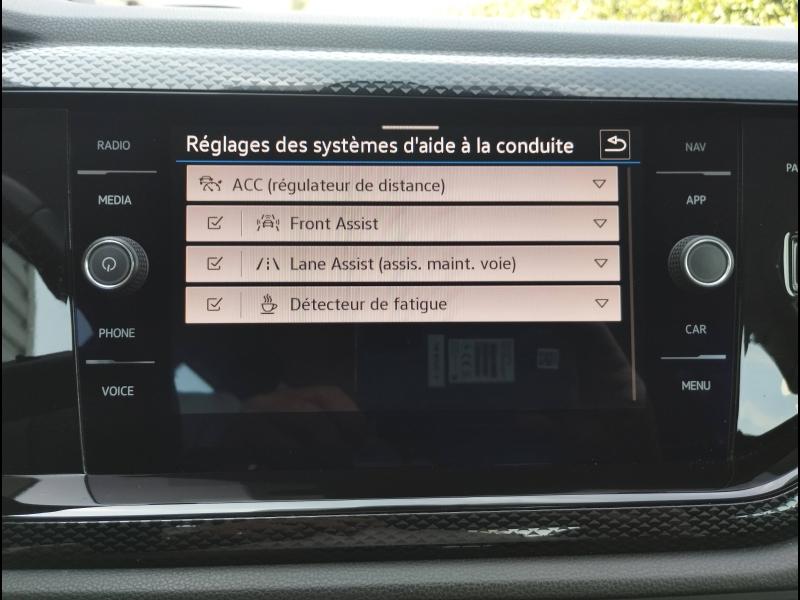 Réglages des systèmes d'aide à la conduite
RADIO
NAV
PA
ACC (régulateur de distance)
MEDIA
APP
Front Assist
Lane Assist (assis. maint. voie)
Détecteur de fatigue
PHONE
CAR
VOICE
MENU